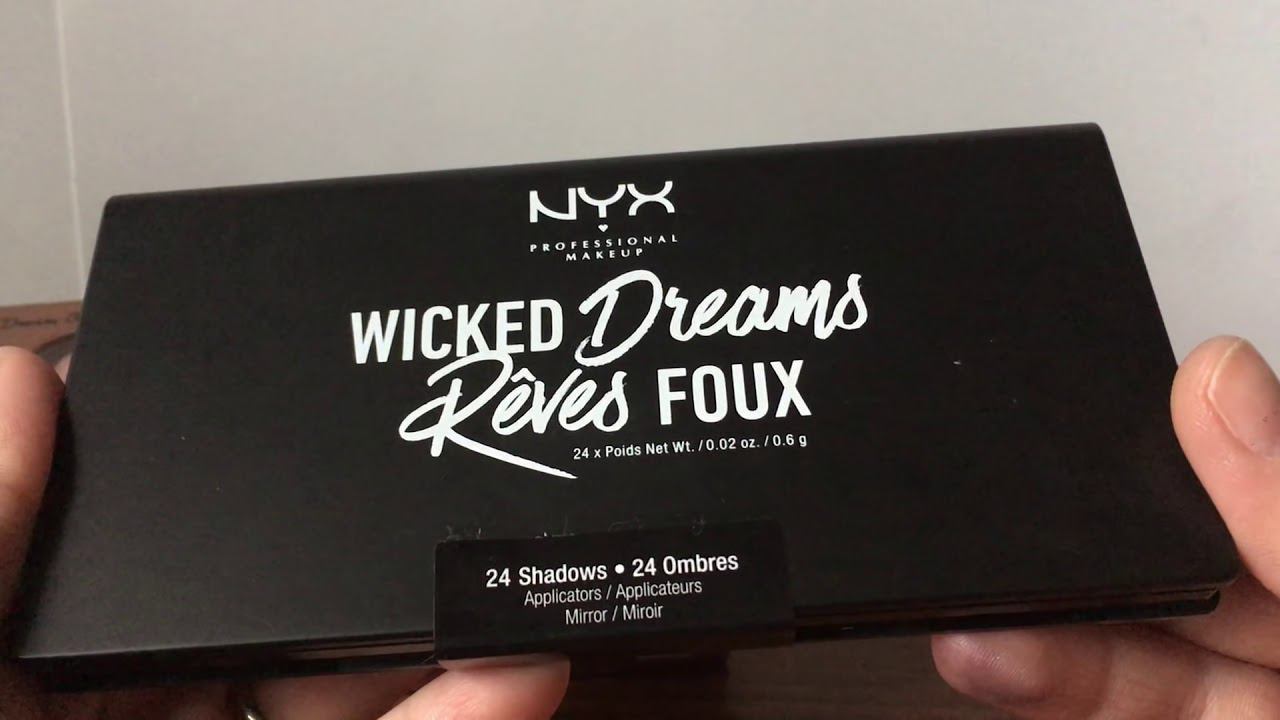 NYX
PROFESSIONAL
MAKEUP
WICKED Dreams
Rêves FOUX
24 x Poids Net Wt. / 0.02 oz. / 0.6 g
24 Shadows • 24 Ombres
Applicators / Applicateurs
Mirror / Miroir
Dream